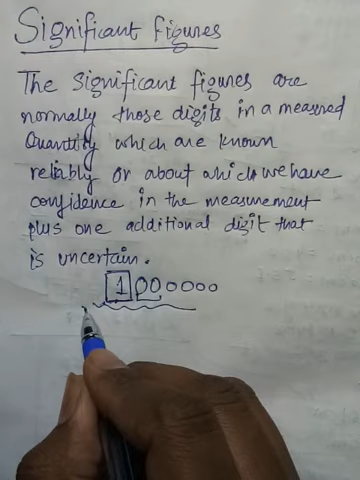 Significant figures
The significant figures are
normally those digits in a measured
Quantity which are known
reliably or about which we have
confidence in the measurement
plus one additional digit that
is uncertain.
10000000